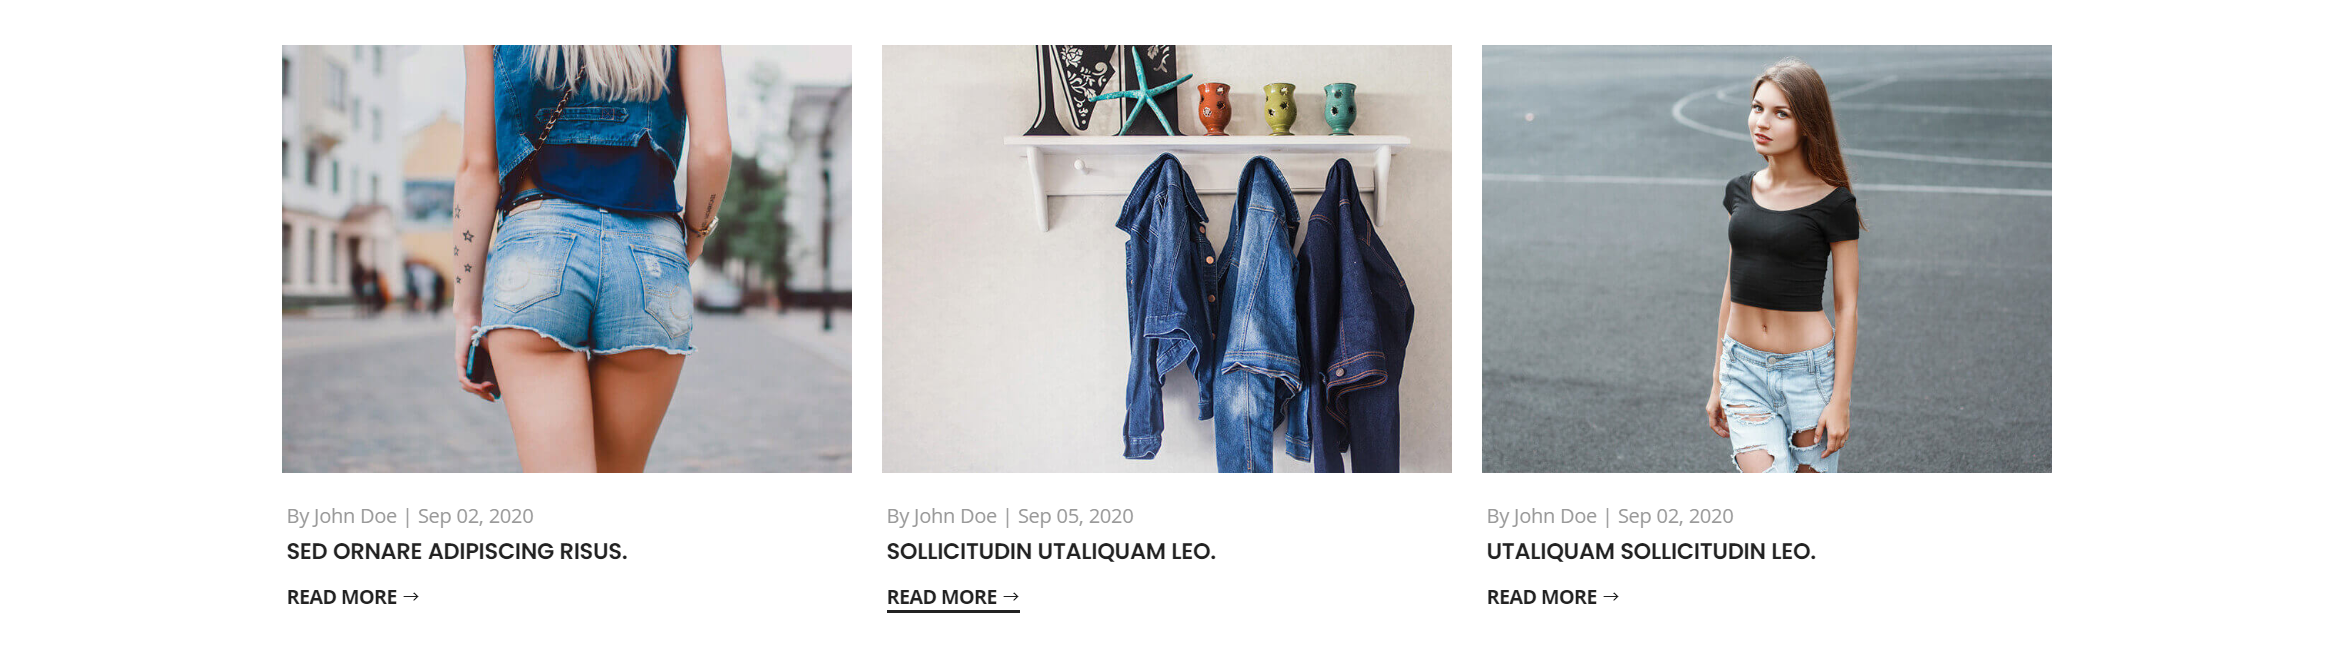 By John Doe | Sep 02, 2020
SED ORNARE ADIPISCING RISUS.
READ MORE →
By John Doe | Sep 05, 2020
SOLLICITUDIN UTALIQUAM LEO.
READ MORE →
By John Doe | Sep 02, 2020
UTALIQUAM SOLLICITUDIN LEO.
READ MORE →